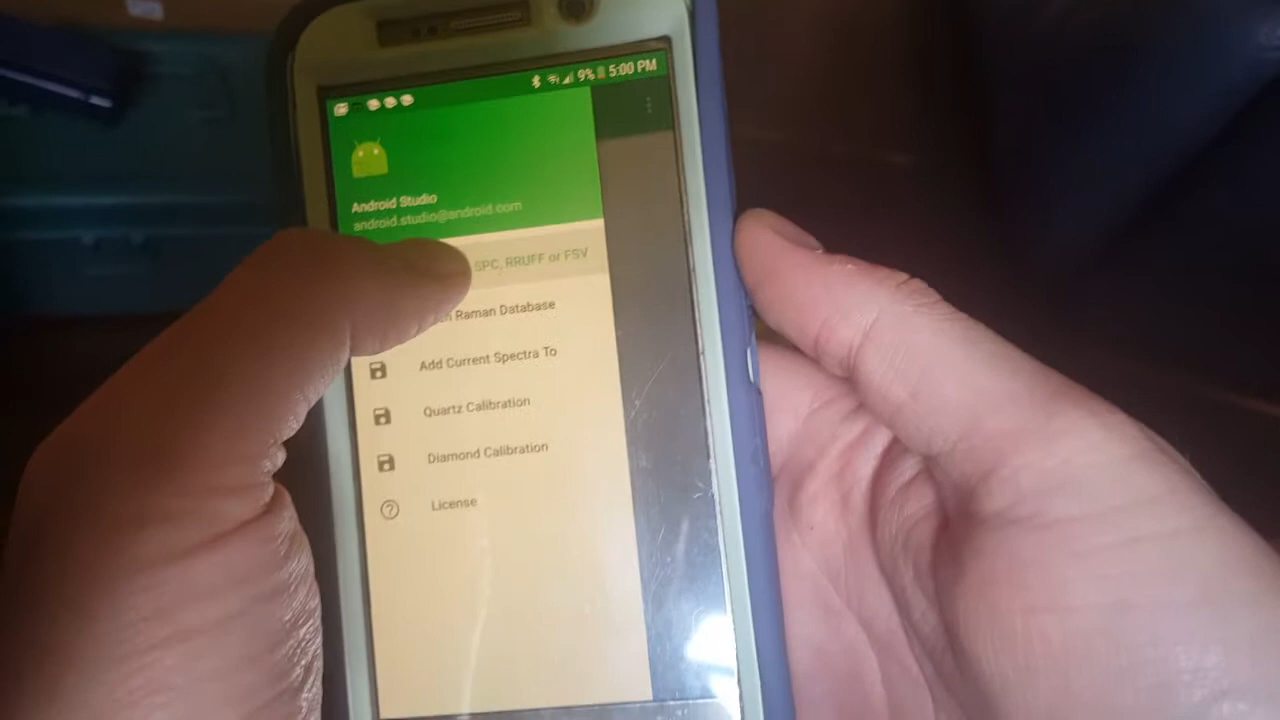 9% 5:00 PM
Android Studio
android.studio@android.com
SPC, RRUFF or FSV
Raman Database
Add Current Spectra To
Quartz Calibration
Diamond Calibration
License